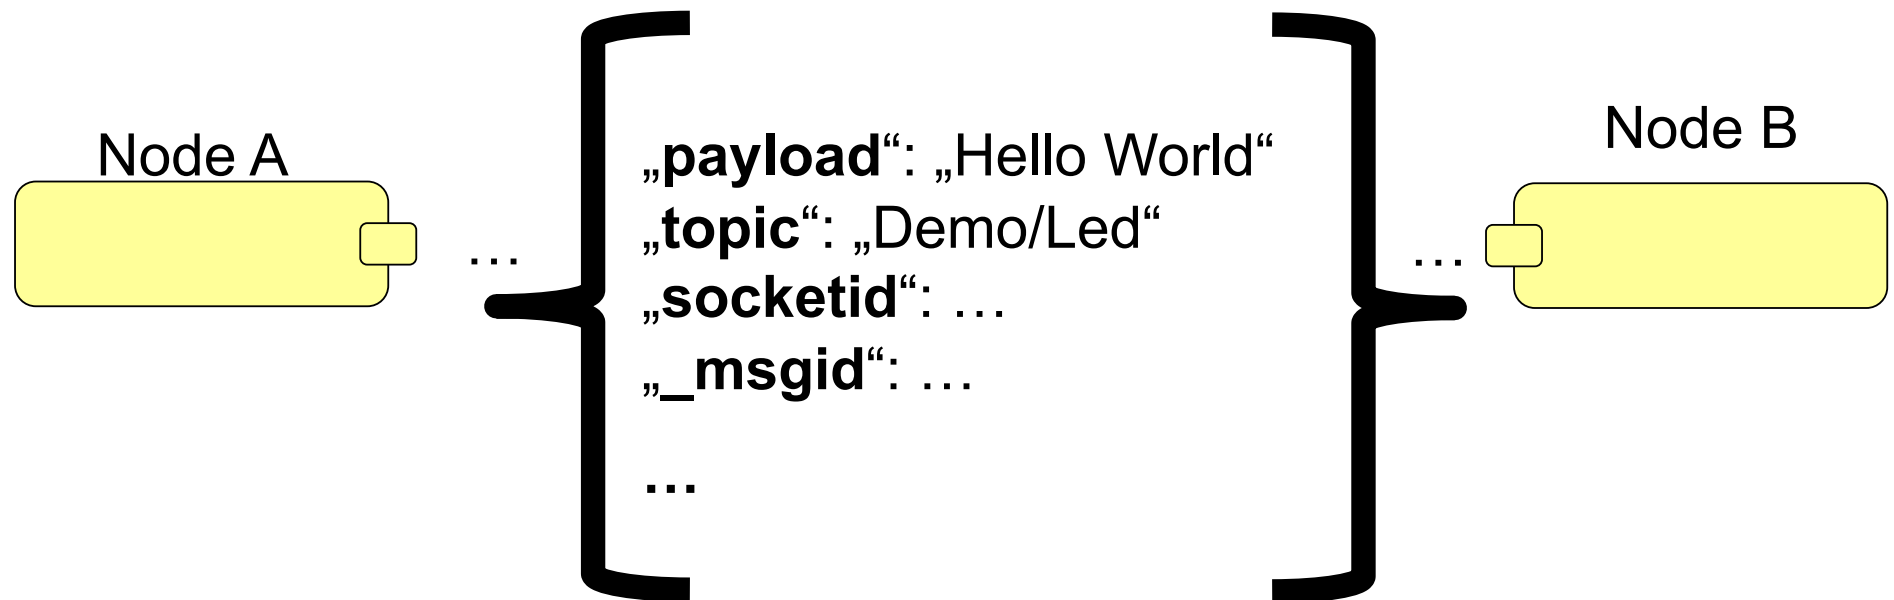 Node A
…
„payload“: „Hello World“
„topic“: „Demo/Led“
„socketid“: …
„_msgid“: …
…
…
Node B